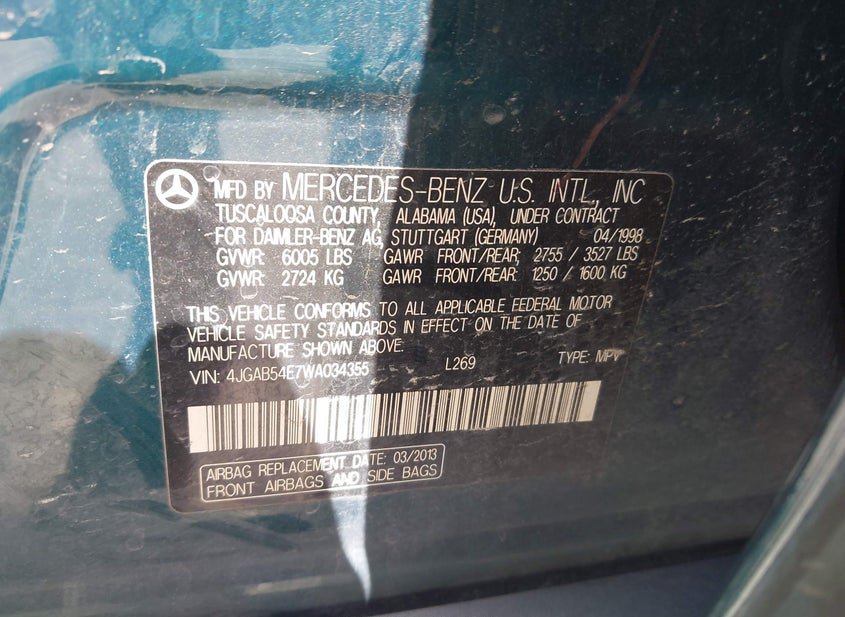 MFD BY MERCEDES-BENZ U.S. INTL., INC
TUSCALOOSA COUNTY, ALABAMA (USA), UNDER CONTRACT
FOR DAIMLER-BENZ AG, STUTTGART (GERMANY) 04/1998
GVWR: 6005 LBS GAWR FRONT/REAR: 2755 / 3527 LBS
GVWR: 2724 KG GAWR FRONT/REAR: 1250 / 1600 KG
THIS VEHICLE CONFORMS TO ALL APPLICABLE FEDERAL MOTOR
VEHICLE SAFETY STANDARDS IN EFFECT ON THE DATE OF
MANUFACTURE SHOWN ABOVE.
VIN: 4JGAB54E7WA034355 L269 TYPE: MPV
AIRBAG REPLACEMENT DATE: 03/2013
FRONT AIRBAGS AND SIDE BAGS